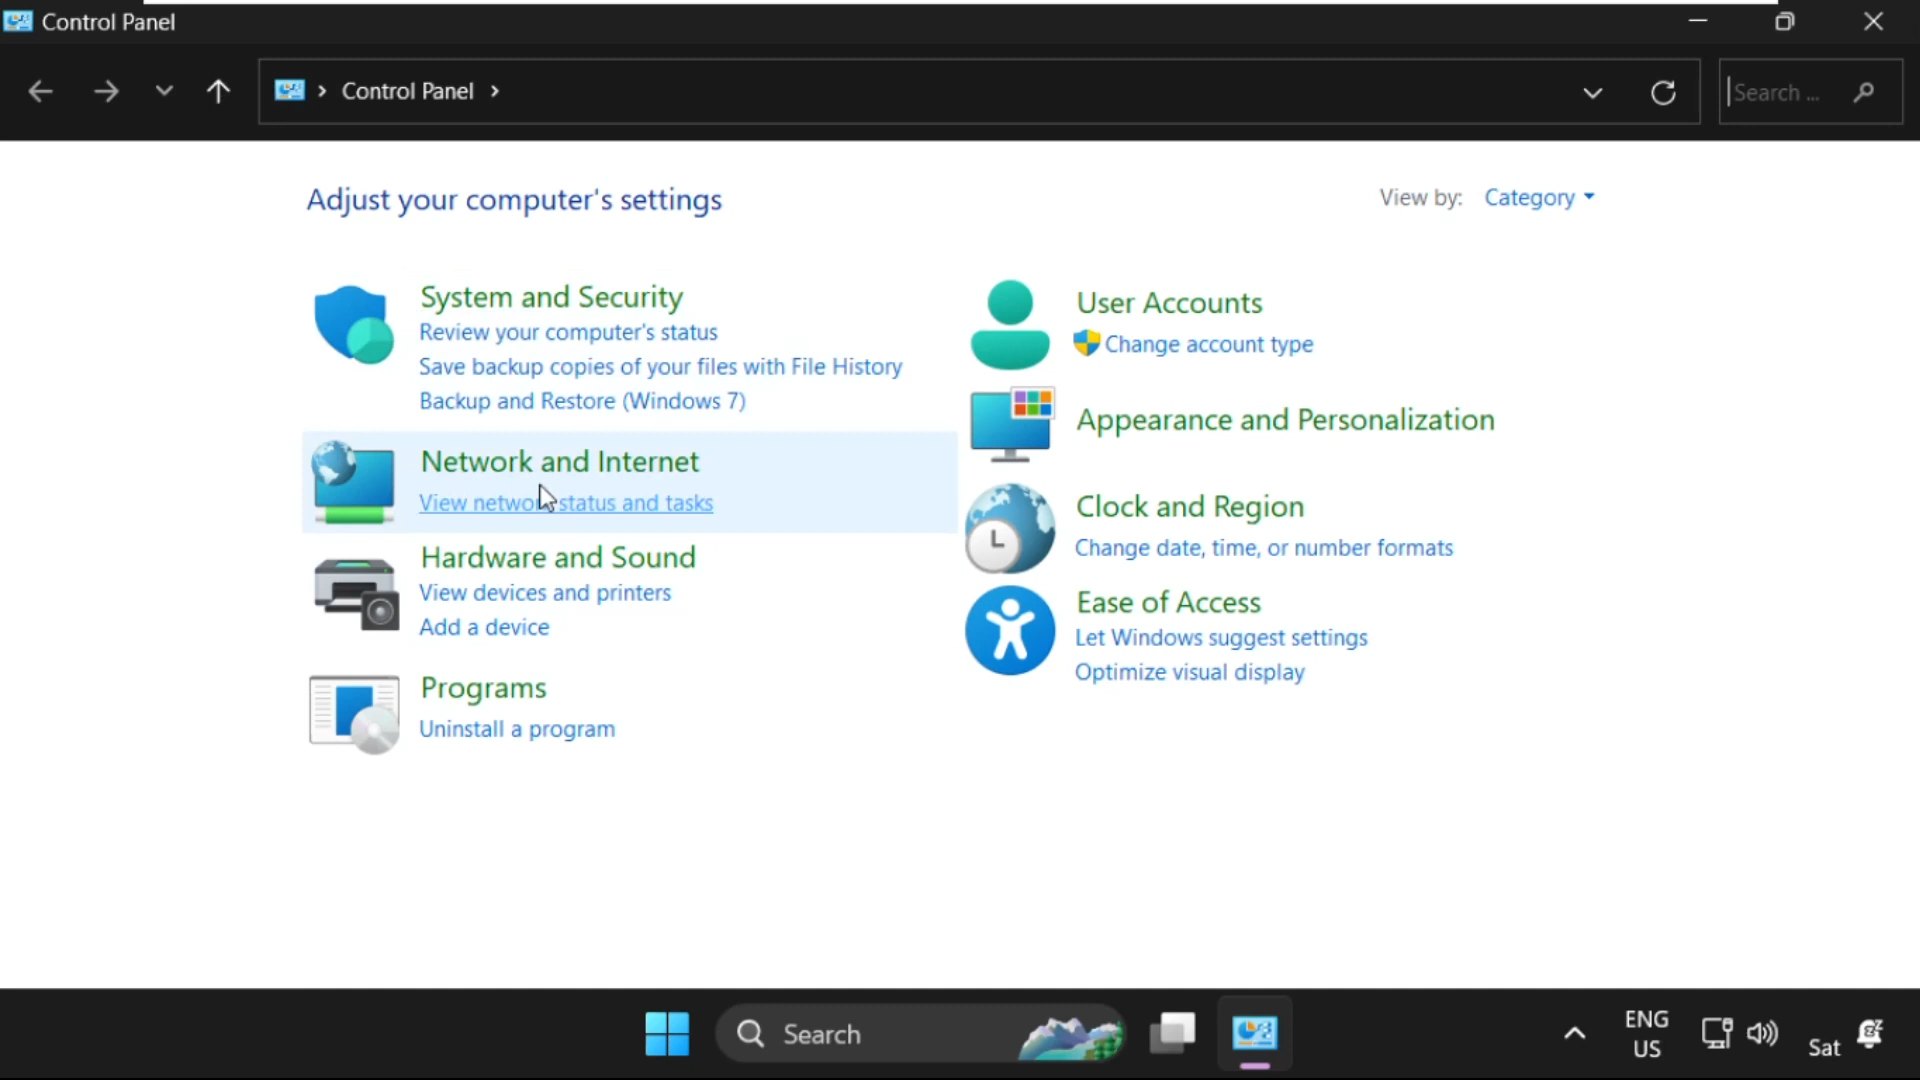 Control Panel
Control Panel
Search ...
Adjust your computer's settings
View by: Category
System and Security
Review your computer's status
Save backup copies of your files with File History
Backup and Restore (Windows 7)
Network and Internet
View network status and tasks
Hardware and Sound
View devices and printers
Add a device
Programs
Uninstall a program
User Accounts
Change account type
Appearance and Personalization
Clock and Region
Change date, time, or number formats
Ease of Access
Let Windows suggest settings
Optimize visual display
Search
ENG
US
Sat